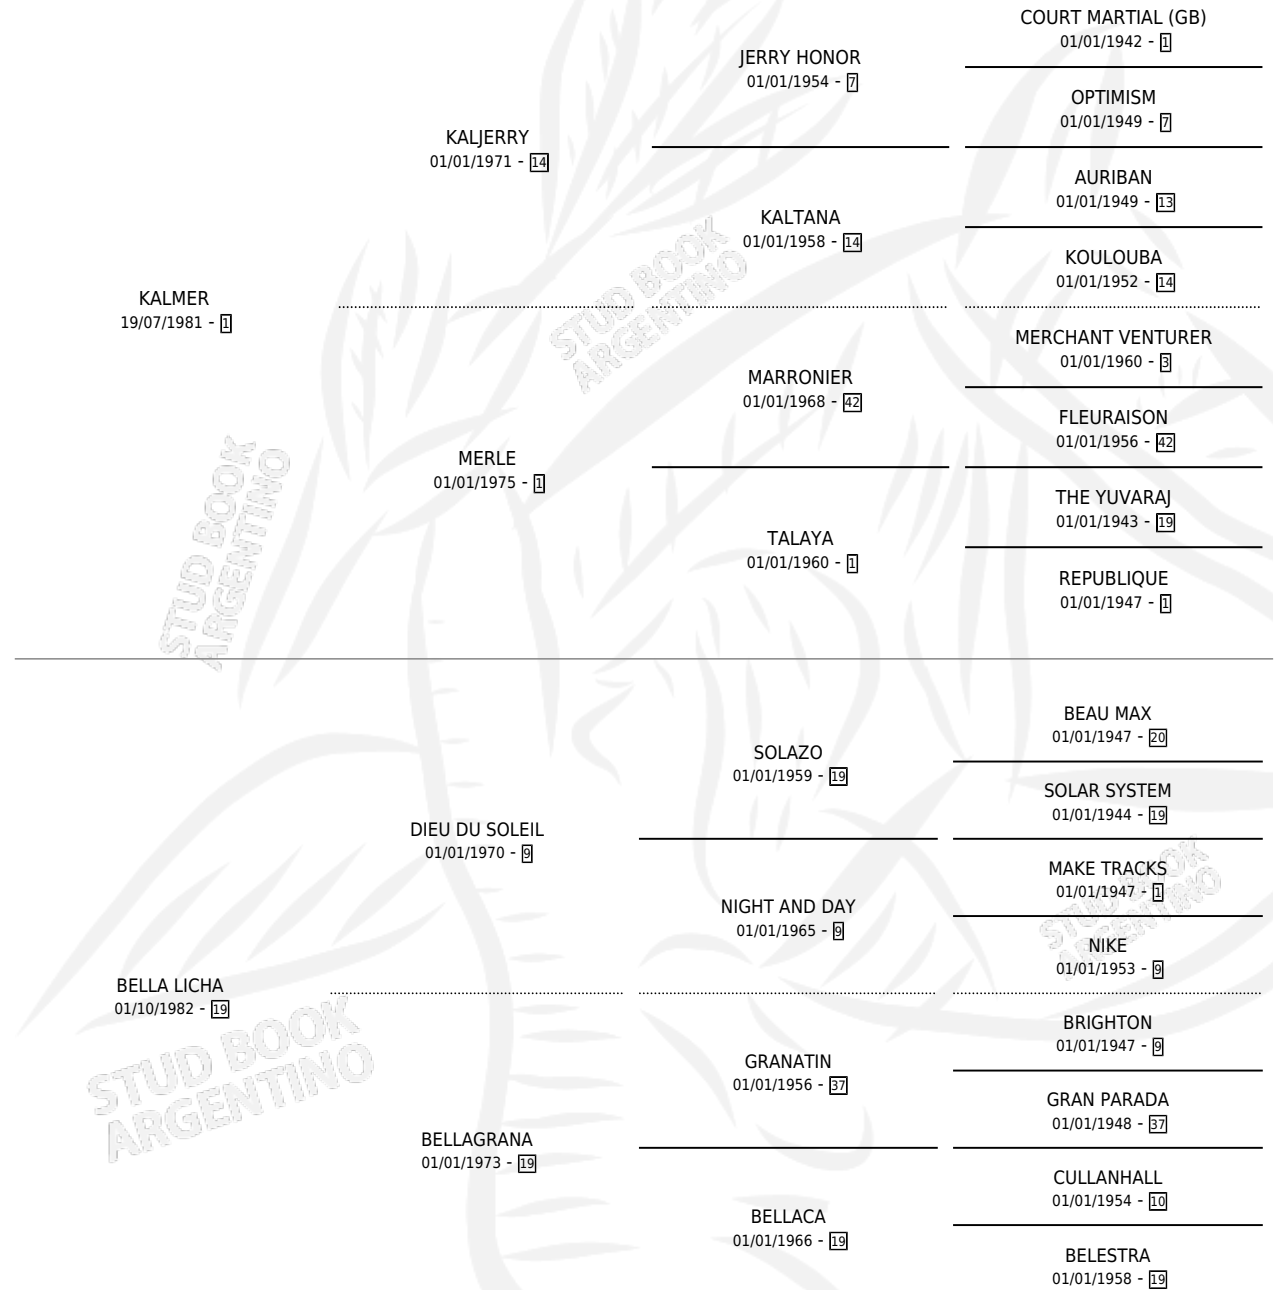 COURT MARTIAL (GB)
01/01/1942 - 1
JERRY HONOR
01/01/1954 - 7
OPTIMISM
01/01/1949 - 7
KALJERRY
01/01/1971 - 14
AURIBAN
01/01/1949 - 13
KALTANA
01/01/1958 - 14
KOULOUBA
01/01/1952 - 14
KALMER
19/07/1981 - 1
MERCHANT VENTURER
01/01/1960 - 3
MARRONIER
01/01/1968 - 42
FLEURAISON
01/01/1956 - 42
MERLE
01/01/1975 - 1
THE YUVARAJ
01/01/1943 - 19
TALAYA
01/01/1960 - 1
REPUBLIQUE
01/01/1947 - 1
STUD BOOK
ARGENTINO
STUD BOOK
ARGENTINO
BEAU MAX
01/01/1947 - 20
SOLAZO
01/01/1959 - 19
SOLAR SYSTEM
01/01/1944 - 19
DIEU DU SOLEIL
01/01/1970 - 9
MAKE TRACKS
01/01/1947 - 1
NIGHT AND DAY
01/01/1965 - 9
NIKE
01/01/1953 - 9
STUD BOOK
ARGENTINO
BELLA LICHA
01/10/1982 - 19
BRIGHTON
01/01/1947 - 9
GRANATIN
01/01/1956 - 37
GRAN PARADA
01/01/1948 - 37
BELLAGRANA
01/01/1973 - 19
CULLANHALL
01/01/1954 - 10
BELLACA
01/01/1966 - 19
BELESTRA
01/01/1958 - 19
STUD BOOK
ARGENTINO